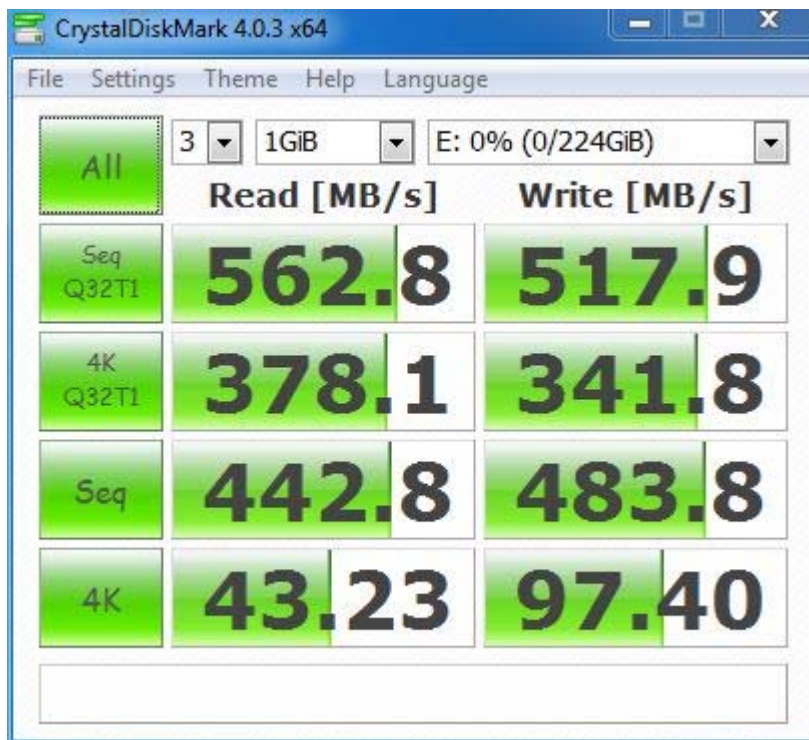 CrystalDiskMark 4.0.3 x64
File Settings Theme Help Language
All 3 1GiB E: 0% (0/224GiB)
Read [MB/s] Write [MB/s]
Seq
Q32T1 562.8 517.9
4K
Q32T1 378.1 341.8
Seq 442.8 483.8
4K 43.23 97.40